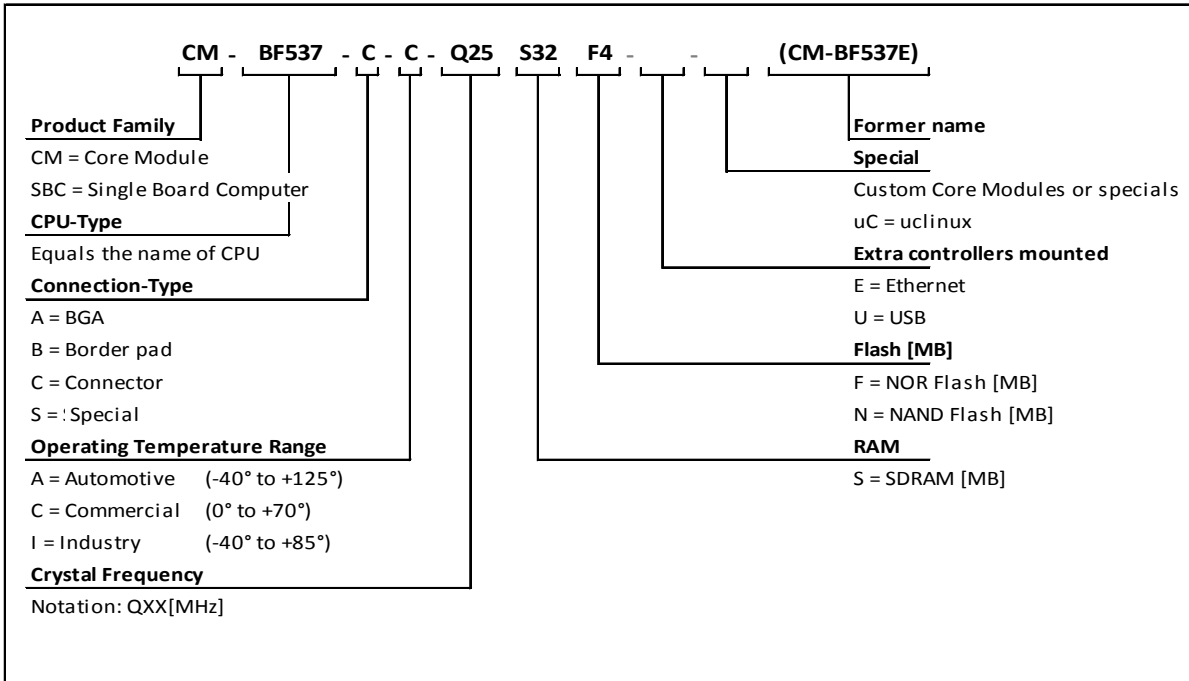 CM - BF537 - C - C - Q25 S32 F4 - - (CM-BF537E)
Product Family
CM = Core Module
SBC = Single Board Computer
CPU-Type
Equals the name of CPU
Connection-Type
A = BGA
B = Border pad
C = Connector
S = Special
Operating Temperature Range
A = Automotive (-40° to +125°)
C = Commercial (0° to +70°)
I = Industry (-40° to +85°)
Crystal Frequency
Notation: QXX[MHz]
Former name
Special
Custom Core Modules or specials
uC = uclinux
Extra controllers mounted
E = Ethernet
U = USB
Flash [MB]
F = NOR Flash [MB]
N = NAND Flash [MB]
RAM
S = SDRAM [MB]